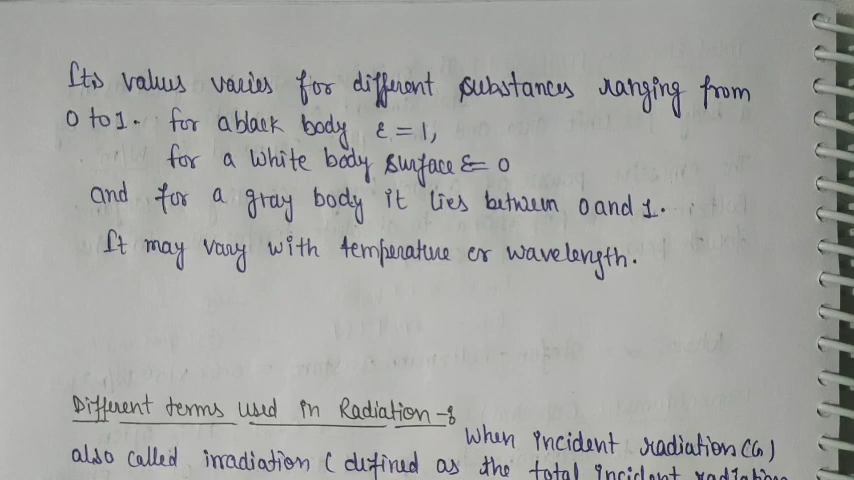 Its values varies for different substances ranging from
0 to 1. for a black body ε = 1,
for a white body surface ε = 0
and for a gray body it lies between 0 and 1.
It may vary with temperature or wavelength.
Different terms used in Radiation -:
When incident radiation (G)
also called irradiation ( defined as the total incident radiation